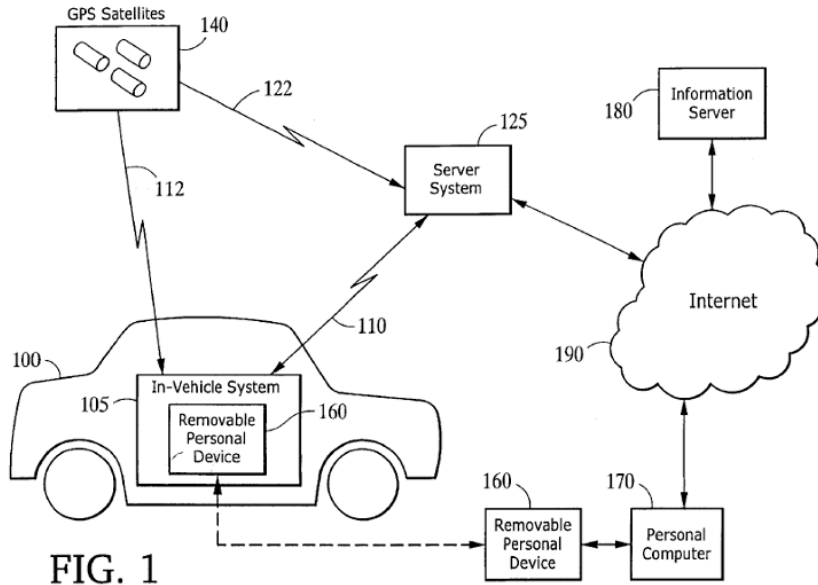 GPS Satellites
140
122
125
Server
System
180
Information
Server
112
110
Internet
190
100
In-Vehicle System
105
Removable
Personal
Device
160
160
Removable
Personal
Device
170
Personal
Computer
FIG. 1